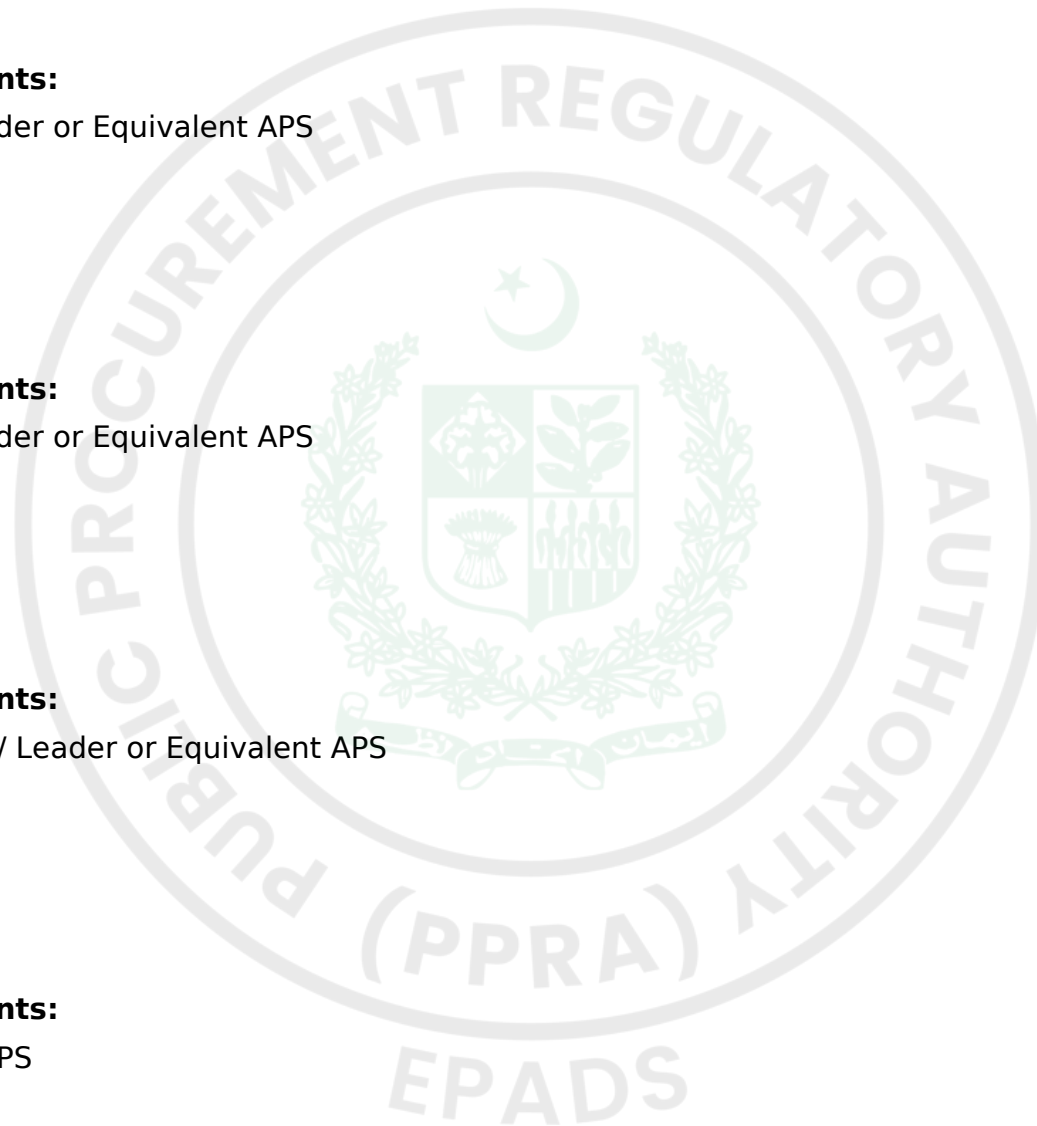 nts:
der or Equivalent APS
nts:
der or Equivalent APS
nts:
/ Leader or Equivalent APS
nts:
PS
PUBLIC PROCUREMENT REGULATORY AUTHORITY
(PPRA)
EPADS